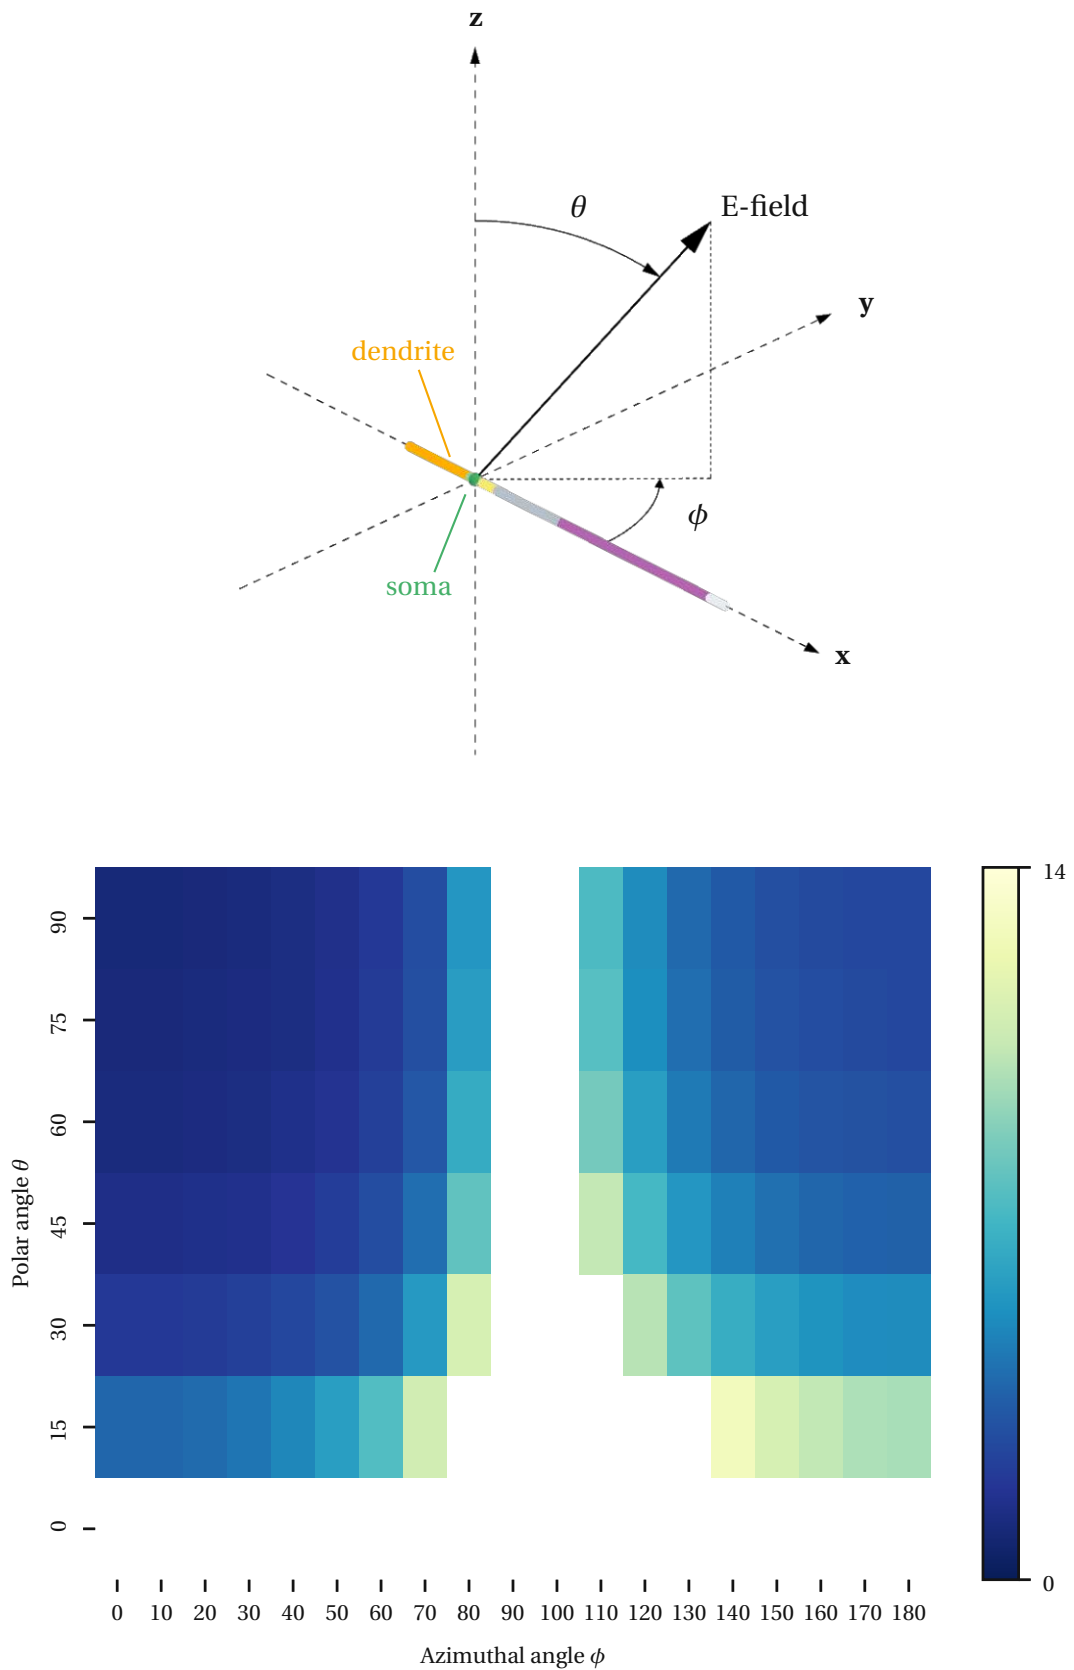 z
θ
E-field
y
dendrite
ϕ
soma
x
14
90
75
60
45
30
15
0
Polar angle θ
0
0 10 20 30 40 50 60 70 80 90 100 110 120 130 140 150 160 170 180
Azimuthal angle ϕ